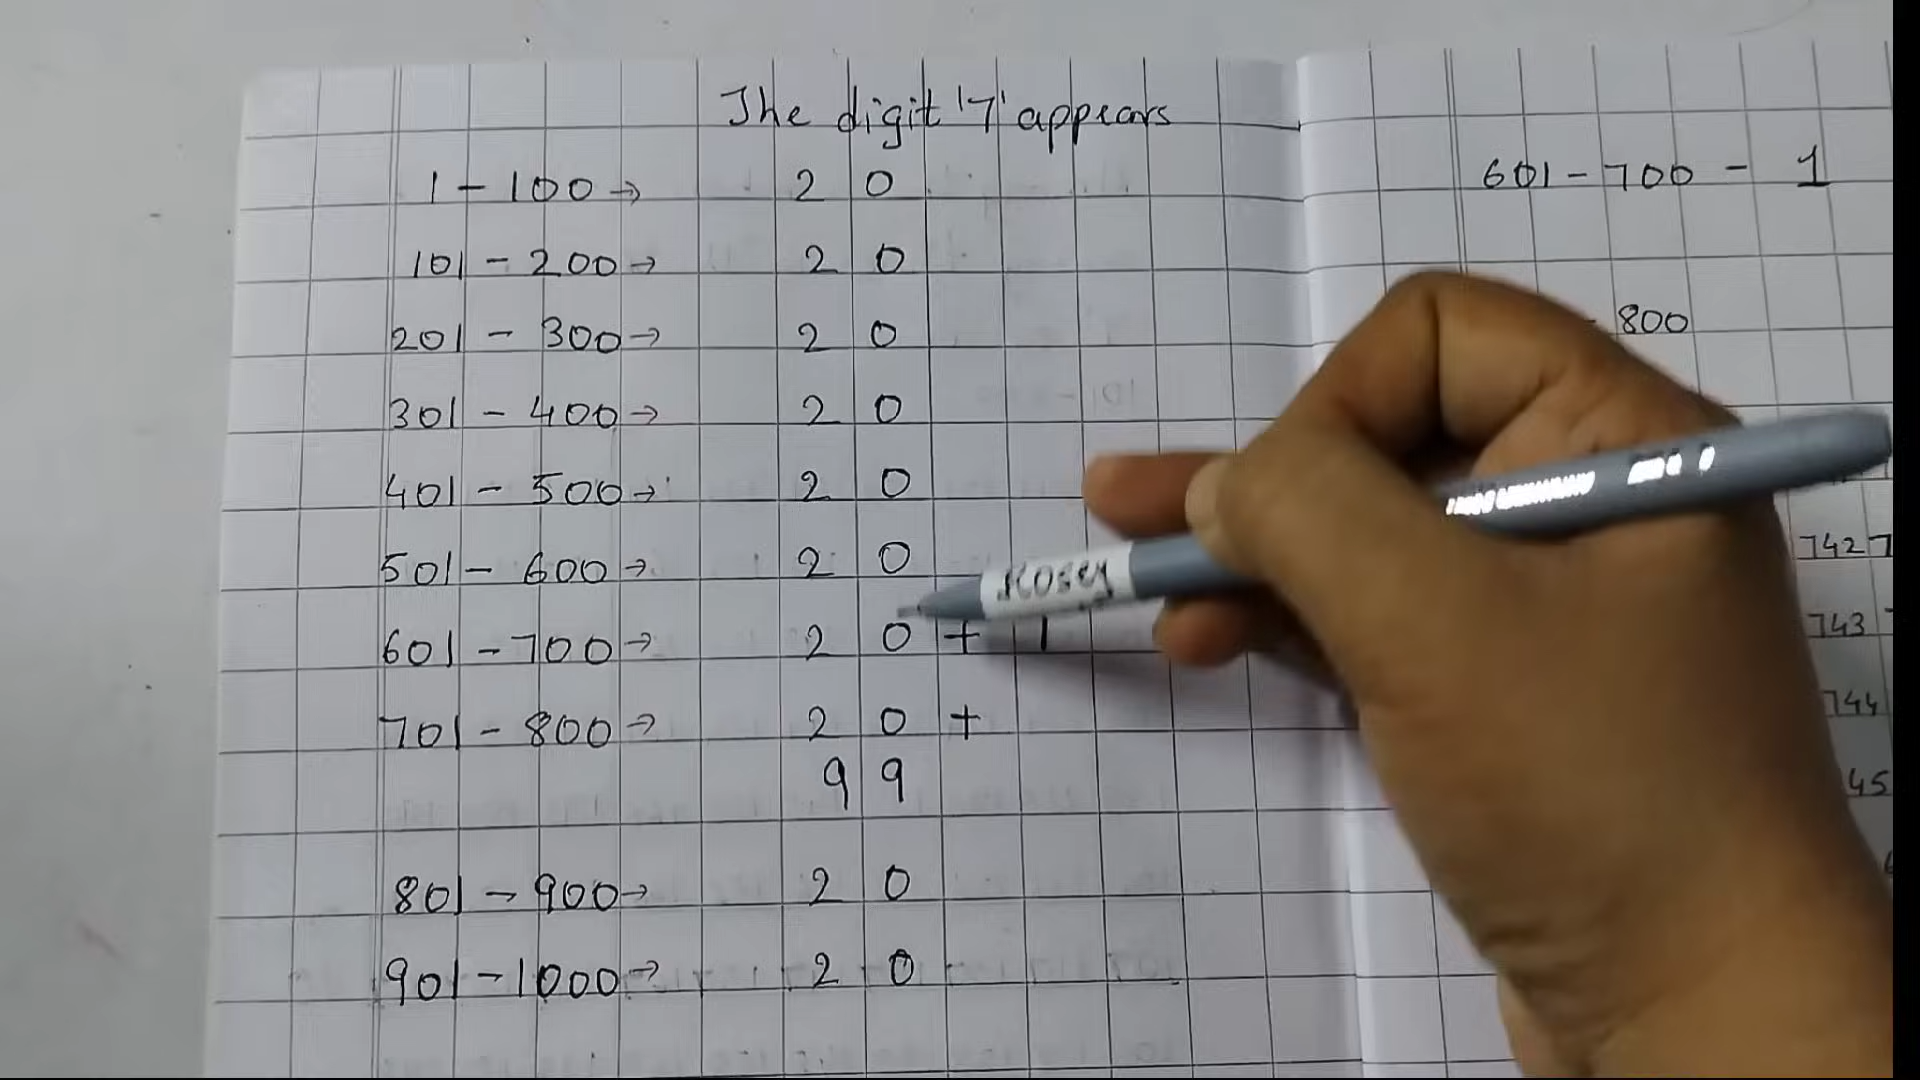 The digit '7' appears
1 - 100 → 20
101 - 200 → 20
201 - 300 → 20
301 - 400 → 20
401 - 500 → 20
501 - 600 → 20
601 - 700 → 20 + 1
701 - 800 → 20 +
99
801 - 900 → 20
901 - 1000 → 20
601 - 700 - 1
- 800
742
743
744
45